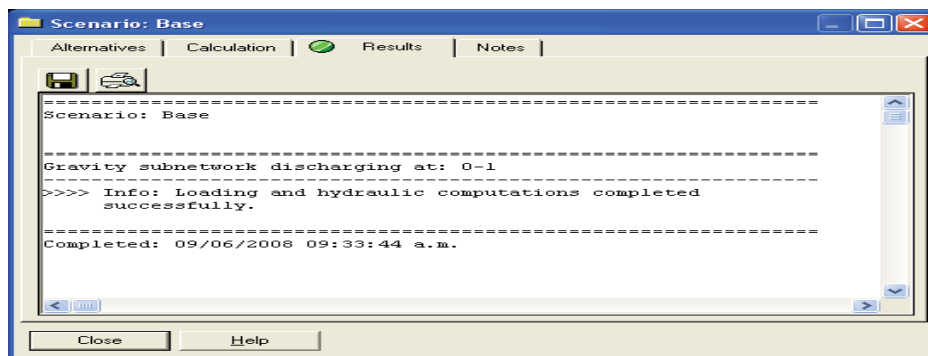 Scenario: Base
Alternatives Calculation Results Notes
======================================================================
Scenario: Base
======================================================================
Gravity subnetwork discharging at: O-1
----------------------------------------------------------------------
>>>> Info: Loading and hydraulic computations completed
successfully.
======================================================================
Completed: 09/06/2008 09:33:44 a.m.
Close Help